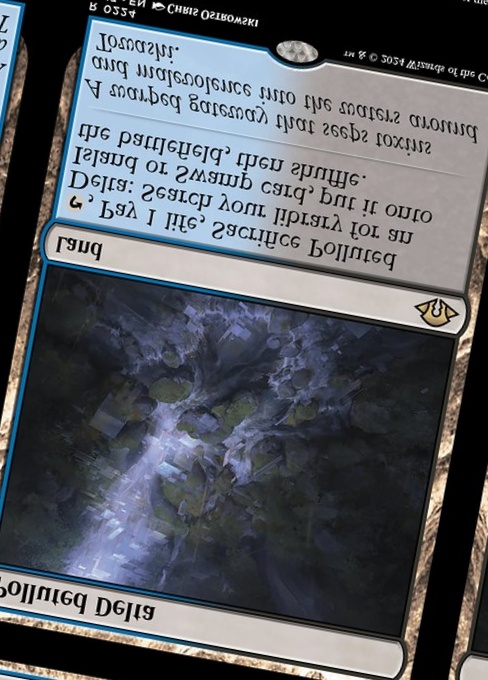 Polluted Delta
Land
, Pay 1 life, Sacrifice Polluted
Delta: Search your library for an
Island or Swamp card, put it onto
the battlefield, then shuffle.
A warped gateway that seeps toxins
and malevolence into the waters around
Towashi.
R 0224
EN CHRIS OSTROWSKI
™ & © 2024 Wizards of the